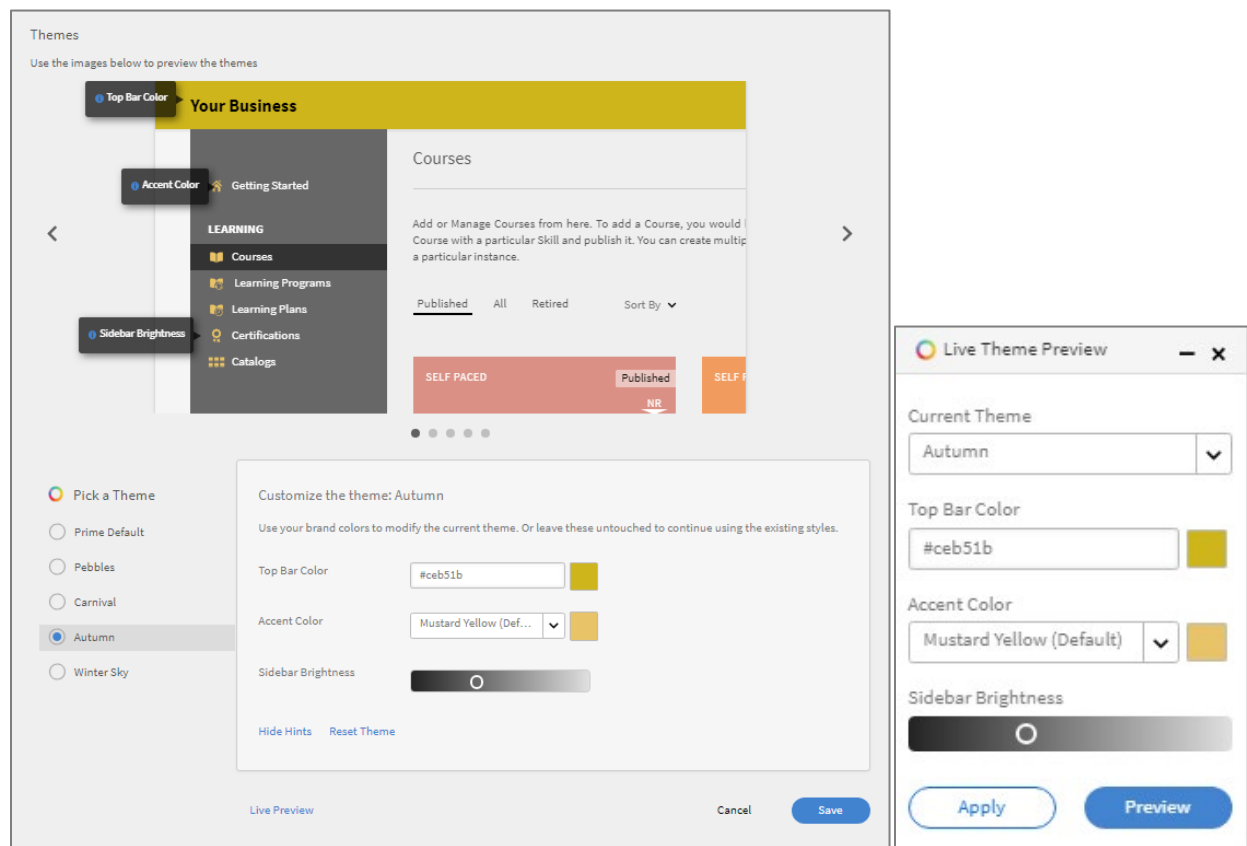 Themes
Use the images below to preview the themes
Top Bar Color
Your Business
Accent Color
Getting Started
LEARNING
Courses
Learning Programs
Learning Plans
Sidebar Brightness
Certifications
Catalogs
Courses
Add or Manage Courses from here. To add a Course, you would
Course with a particular Skill and publish it. You can create multip
a particular instance.
Published All Retired Sort By
SELF PACED Published
NR
SELF
Pick a Theme
Prime Default
Pebbles
Carnival
Autumn
Winter Sky
Customize the theme: Autumn
Use your brand colors to modify the current theme. Or leave these untouched to continue using the existing styles.
Top Bar Color #ceb51b
Accent Color Mustard Yellow (Def...
Sidebar Brightness
Hide Hints Reset Theme
Live Preview Cancel Save
Live Theme Preview
Current Theme
Autumn
Top Bar Color
#ceb51b
Accent Color
Mustard Yellow (Default)
Sidebar Brightness
Apply Preview